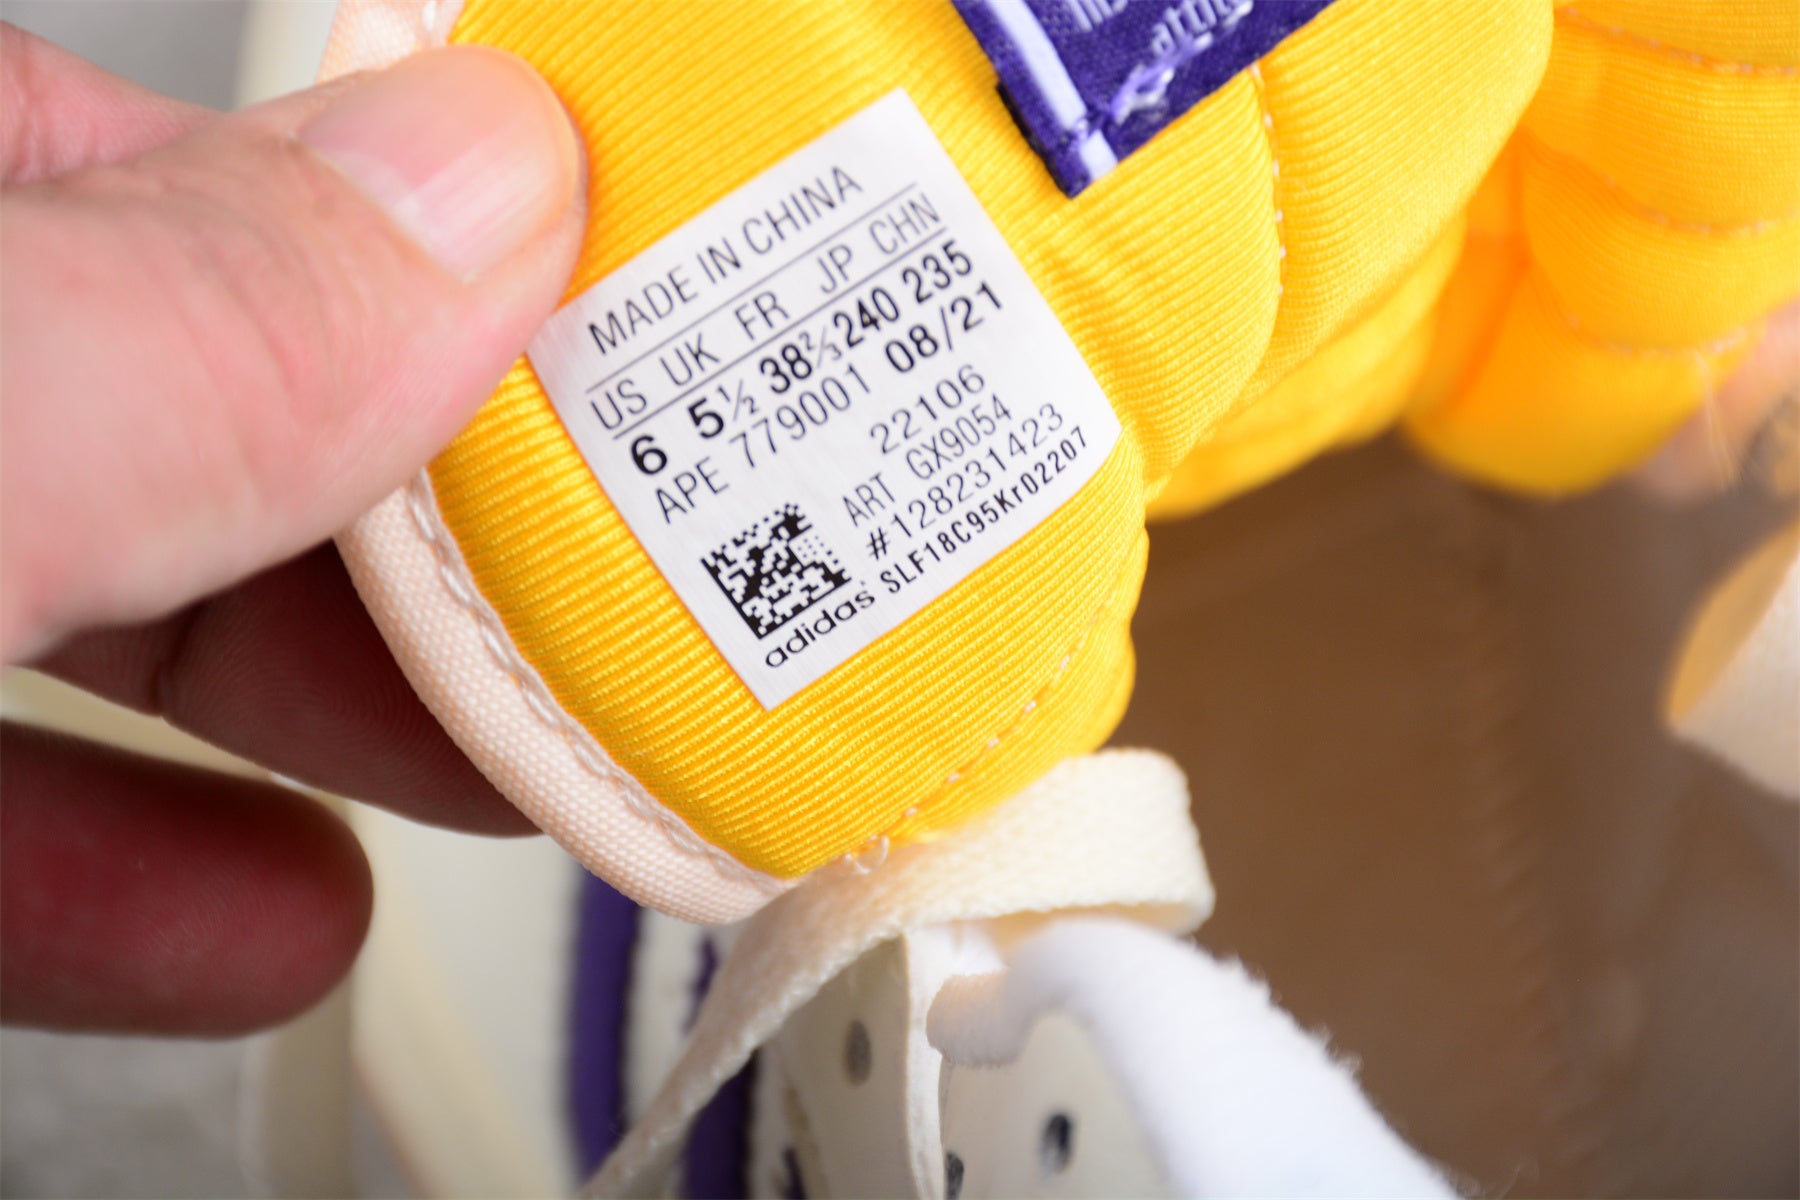 MADE IN CHINA
US UK FR JP CHN
6 5½ 38⅔ 240 235
APE 779001 08/21
22106
ART GX9054
#128231423
adidas SLF18C95Kr02207